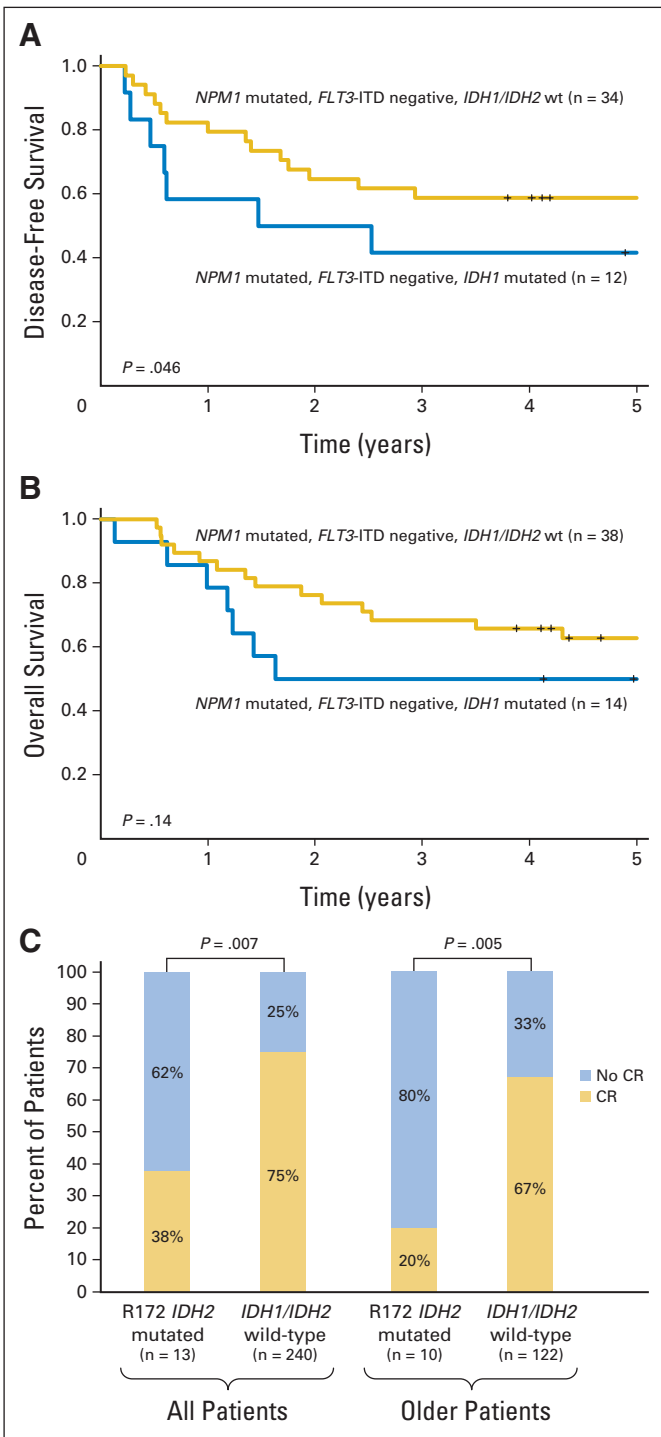 A
1.0
NPM1 mutated, FLT3-ITD negative, IDH1/IDH2 wt (n = 34)
0.8
0.6
0.4
NPM1 mutated, FLT3-ITD negative, IDH1 mutated (n = 12)
0.2
P = .046
0 1 2 3 4 5
Disease-Free Survival
Time (years)
B
1.0
NPM1 mutated, FLT3-ITD negative, IDH1/IDH2 wt (n = 38)
0.8
0.6
0.4
NPM1 mutated, FLT3-ITD negative, IDH1 mutated (n = 14)
0.2
P = .14
0 1 2 3 4 5
Overall Survival
Time (years)
C
P = .007 P = .005
100
90
80
70
60
50
40
30
20
10
0
Percent of Patients
62% 25% 80% 33%
38% 75% 20% 67%
No CR
CR
R172 IDH2 IDH1/IDH2 R172 IDH2 IDH1/IDH2
mutated wild-type mutated wild-type
(n = 13) (n = 240) (n = 10) (n = 122)
All Patients Older Patients